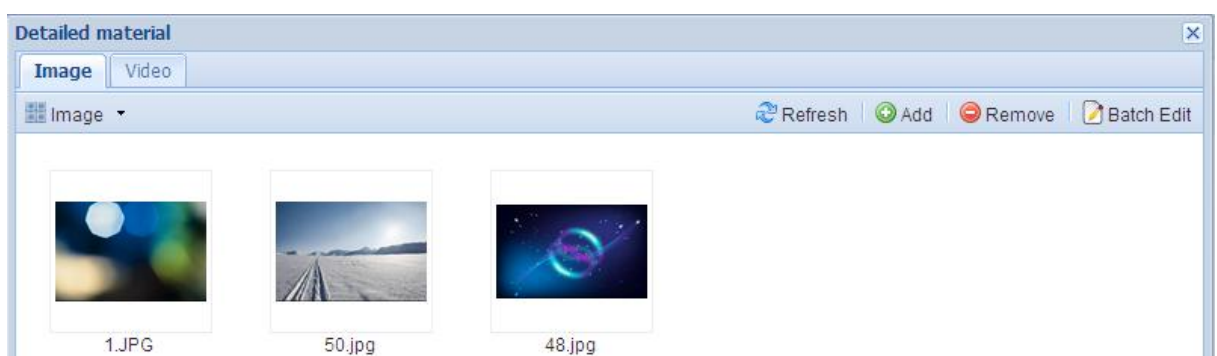 Detailed material
Image Video
Image Refresh Add Remove Batch Edit
1.JPG 50.jpg 48.jpg